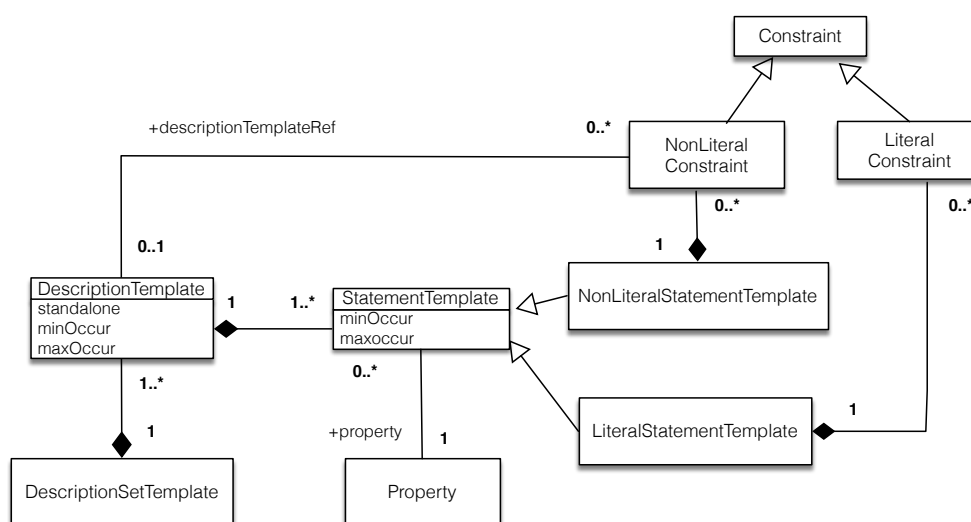 Constraint
+descriptionTemplateRef
0..*
NonLiteral
Constraint
Literal
Constraint
0..*
0..*
0..1
1
DescriptionTemplate
standalone
minOccur
maxOccur
1
1..*
StatementTemplate
minOccur
maxoccur
NonLiteralStatementTemplate
1..*
0..*
1
+property
1
LiteralStatementTemplate
1
DescriptionSetTemplate
Property